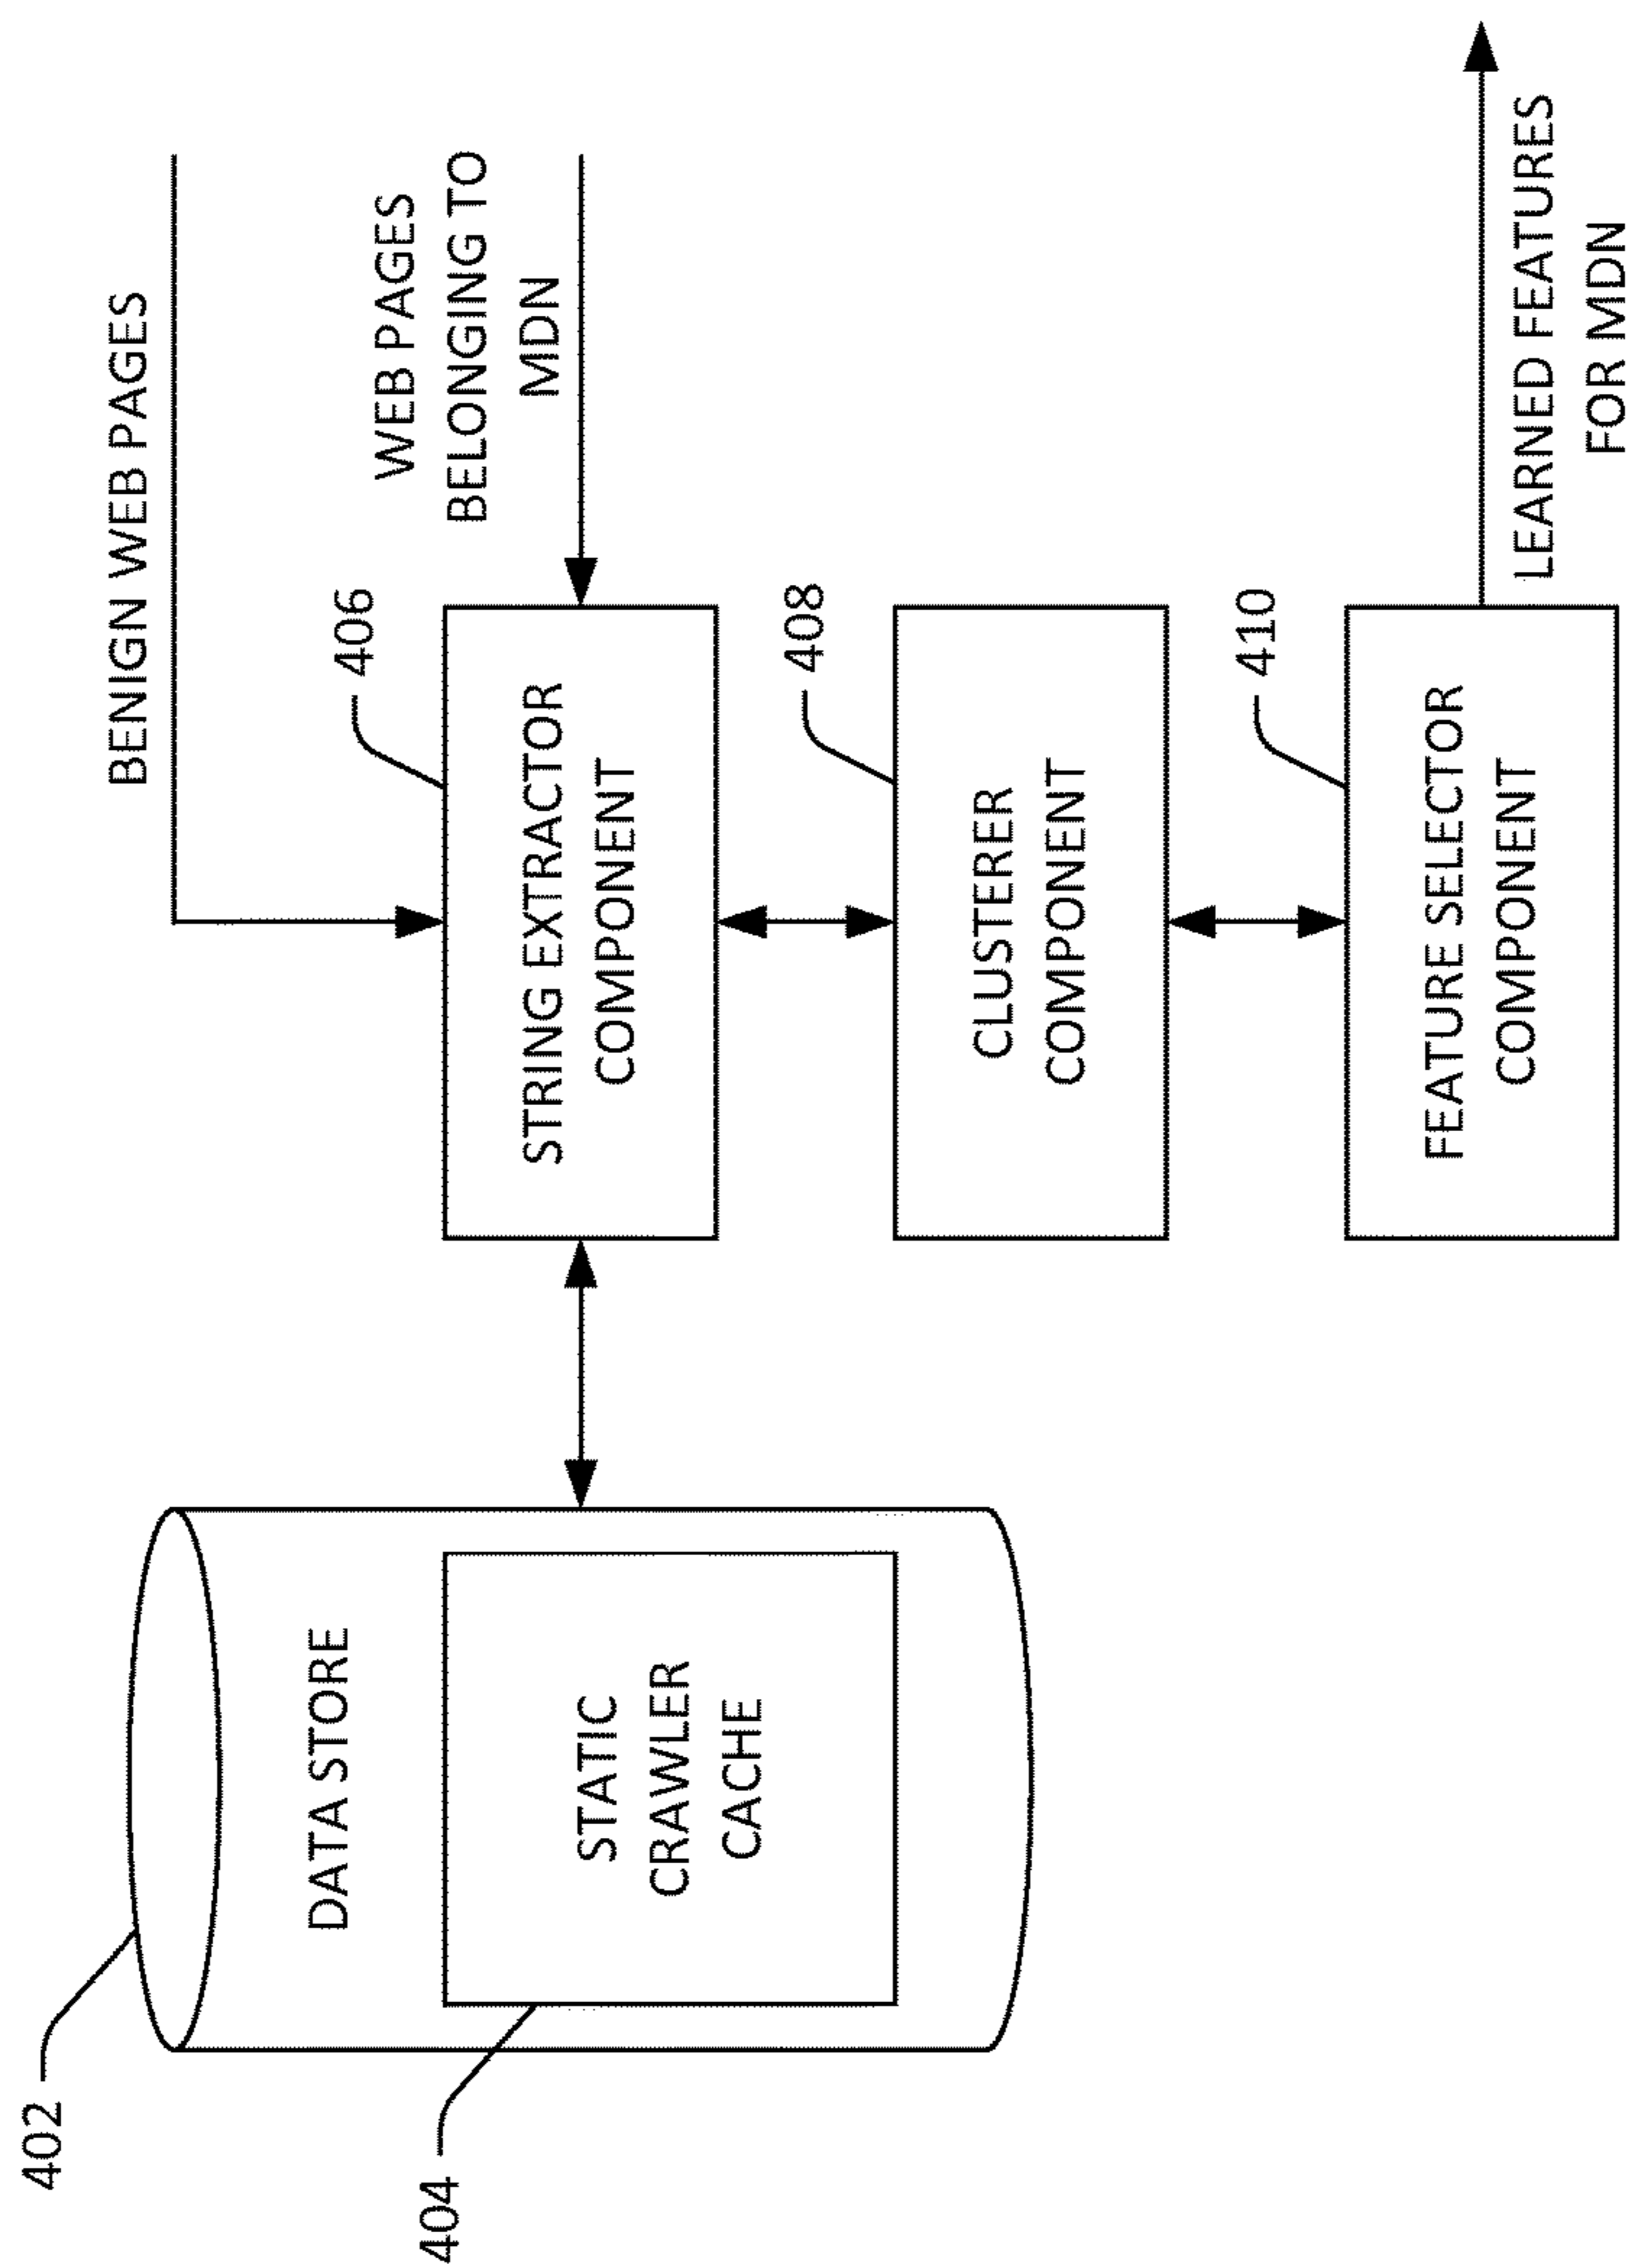 BENIGN WEB PAGES
WEB PAGES
BELONGING TO
MDN
402
DATA STORE
404
STATIC
CRAWLER
CACHE
406
STRING EXTRACTOR
COMPONENT
408
CLUSTERER
COMPONENT
410
FEATURE SELECTOR
COMPONENT
LEARNED FEATURES
FOR MDN